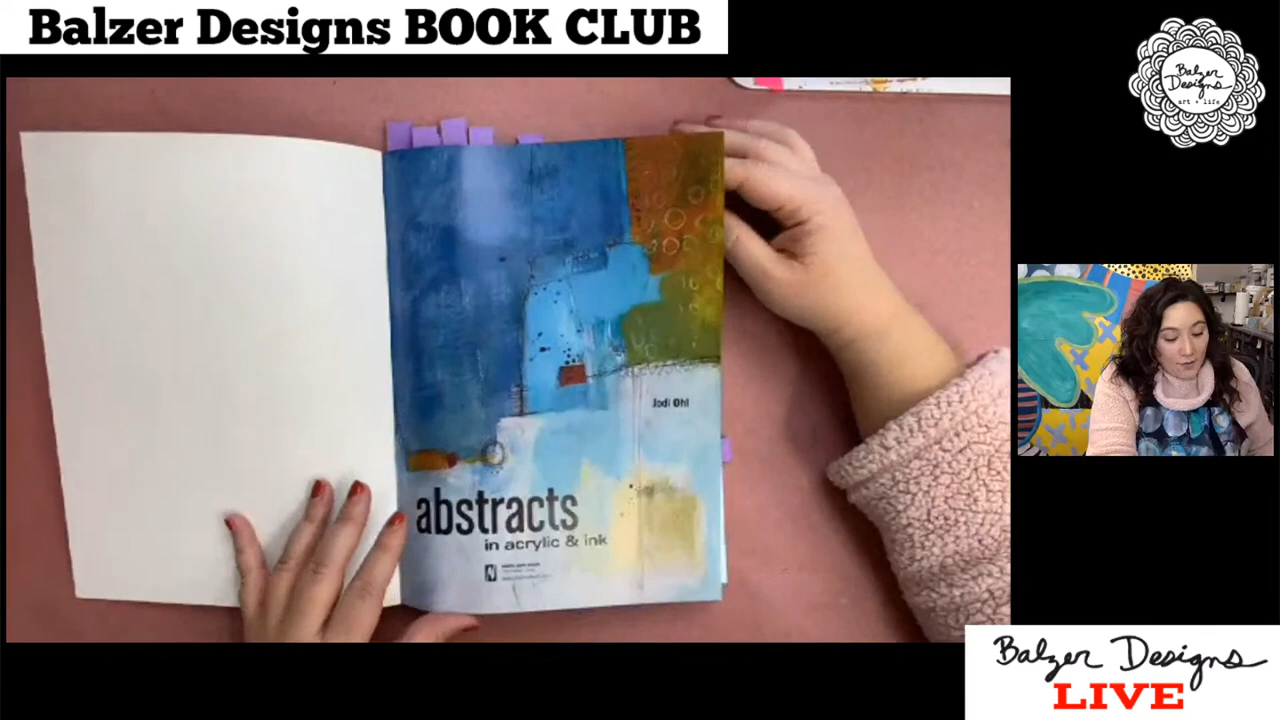 Balzer Designs BOOK CLUB
Balzer
Designs
art + life
Jodi Ohl
abstracts
in acrylic & ink
N
Balzer Designs
LIVE